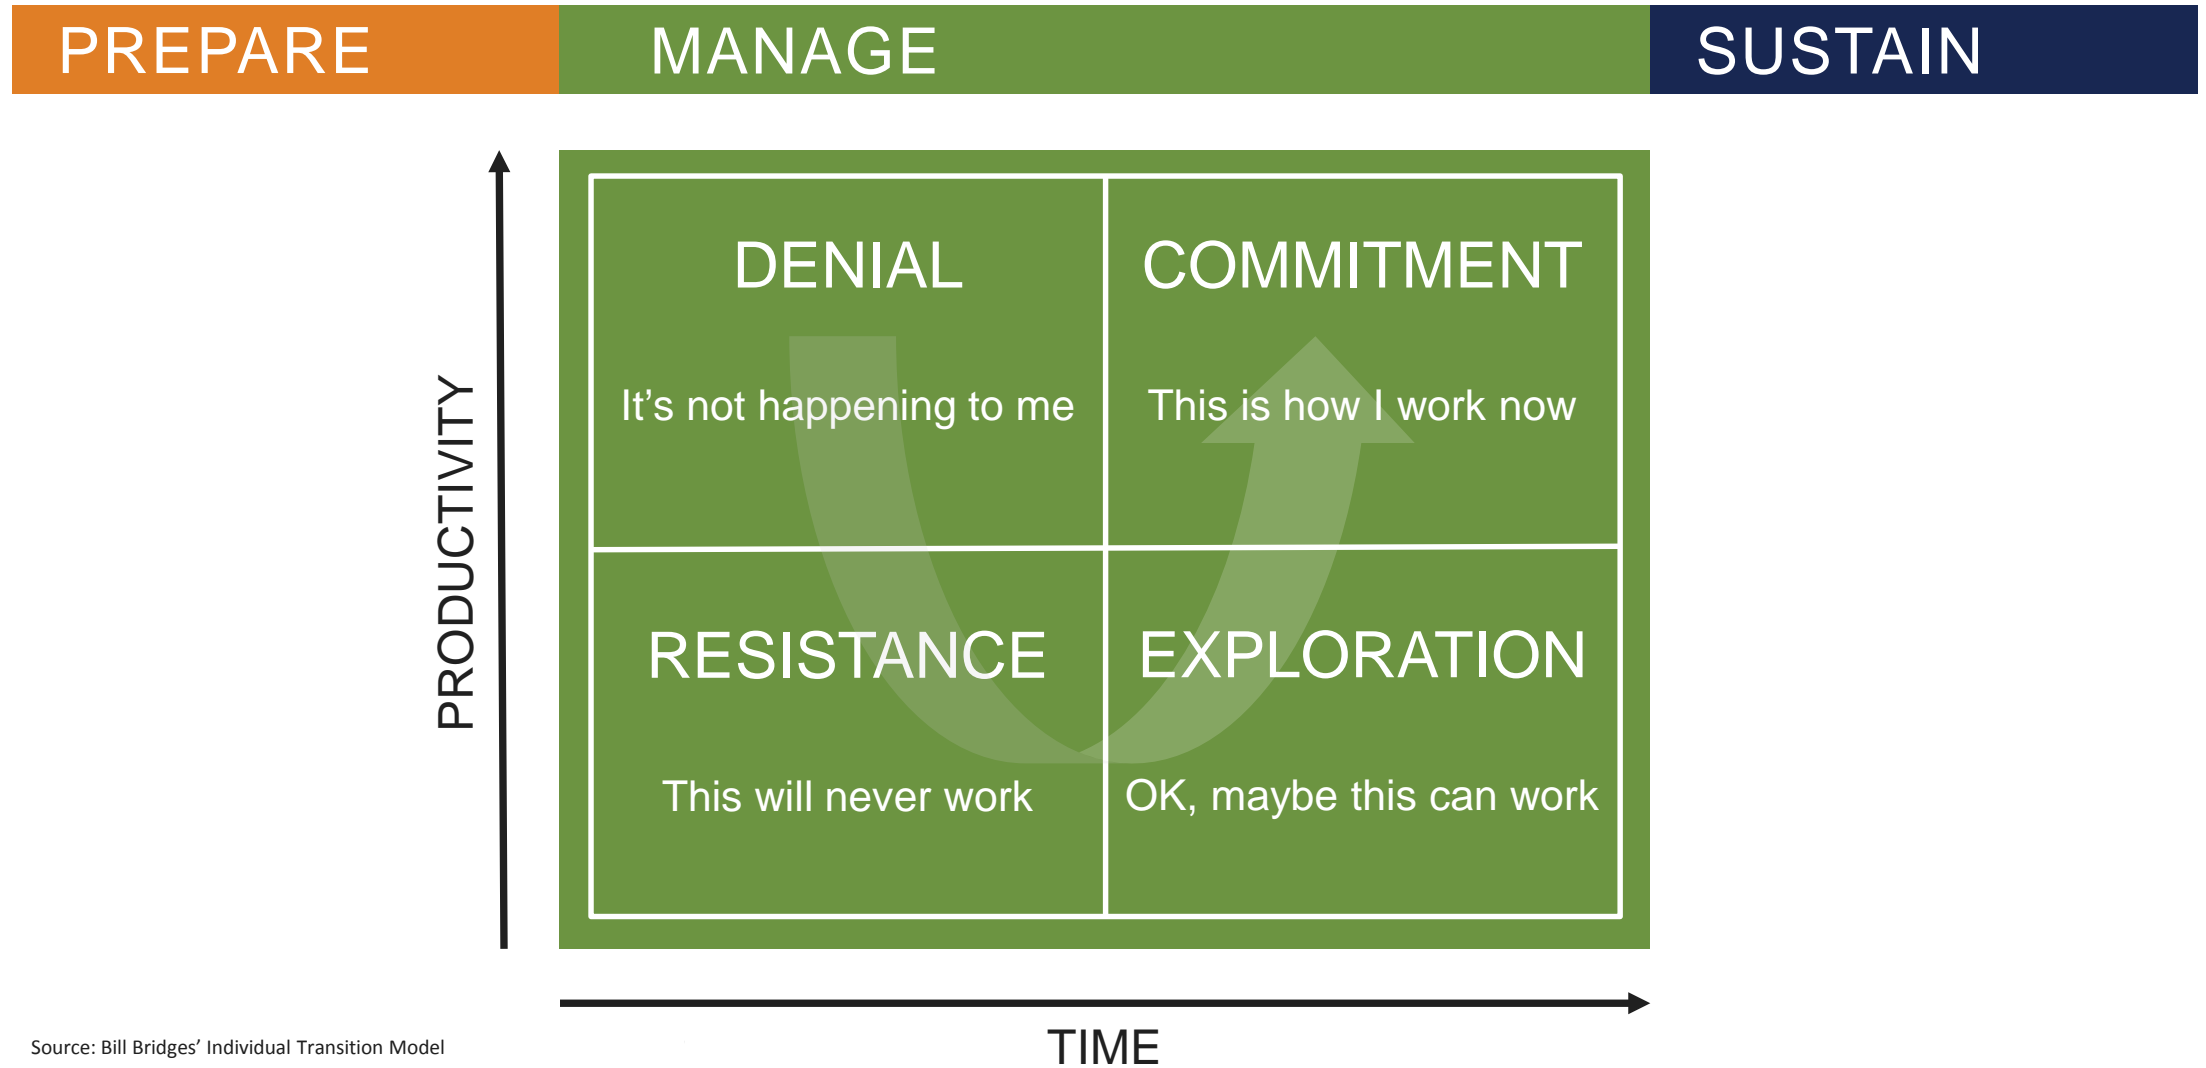 PREPARE
MANAGE
SUSTAIN
PRODUCTIVITY
DENIAL
It’s not happening to me
COMMITMENT
This is how I work now
RESISTANCE
This will never work
EXPLORATION
OK, maybe this can work
TIME
Source: Bill Bridges’ Individual Transition Model